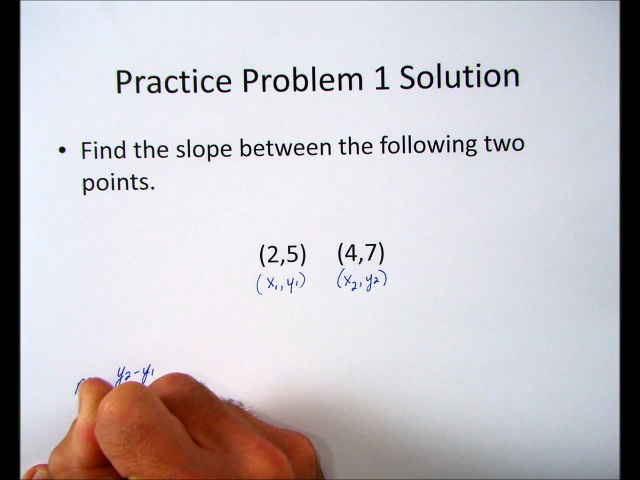 Practice Problem 1 Solution
• Find the slope between the following two
points.
(2,5) (4,7)
(x₁,y₁) (x₂,y₂)
y₂-y₁